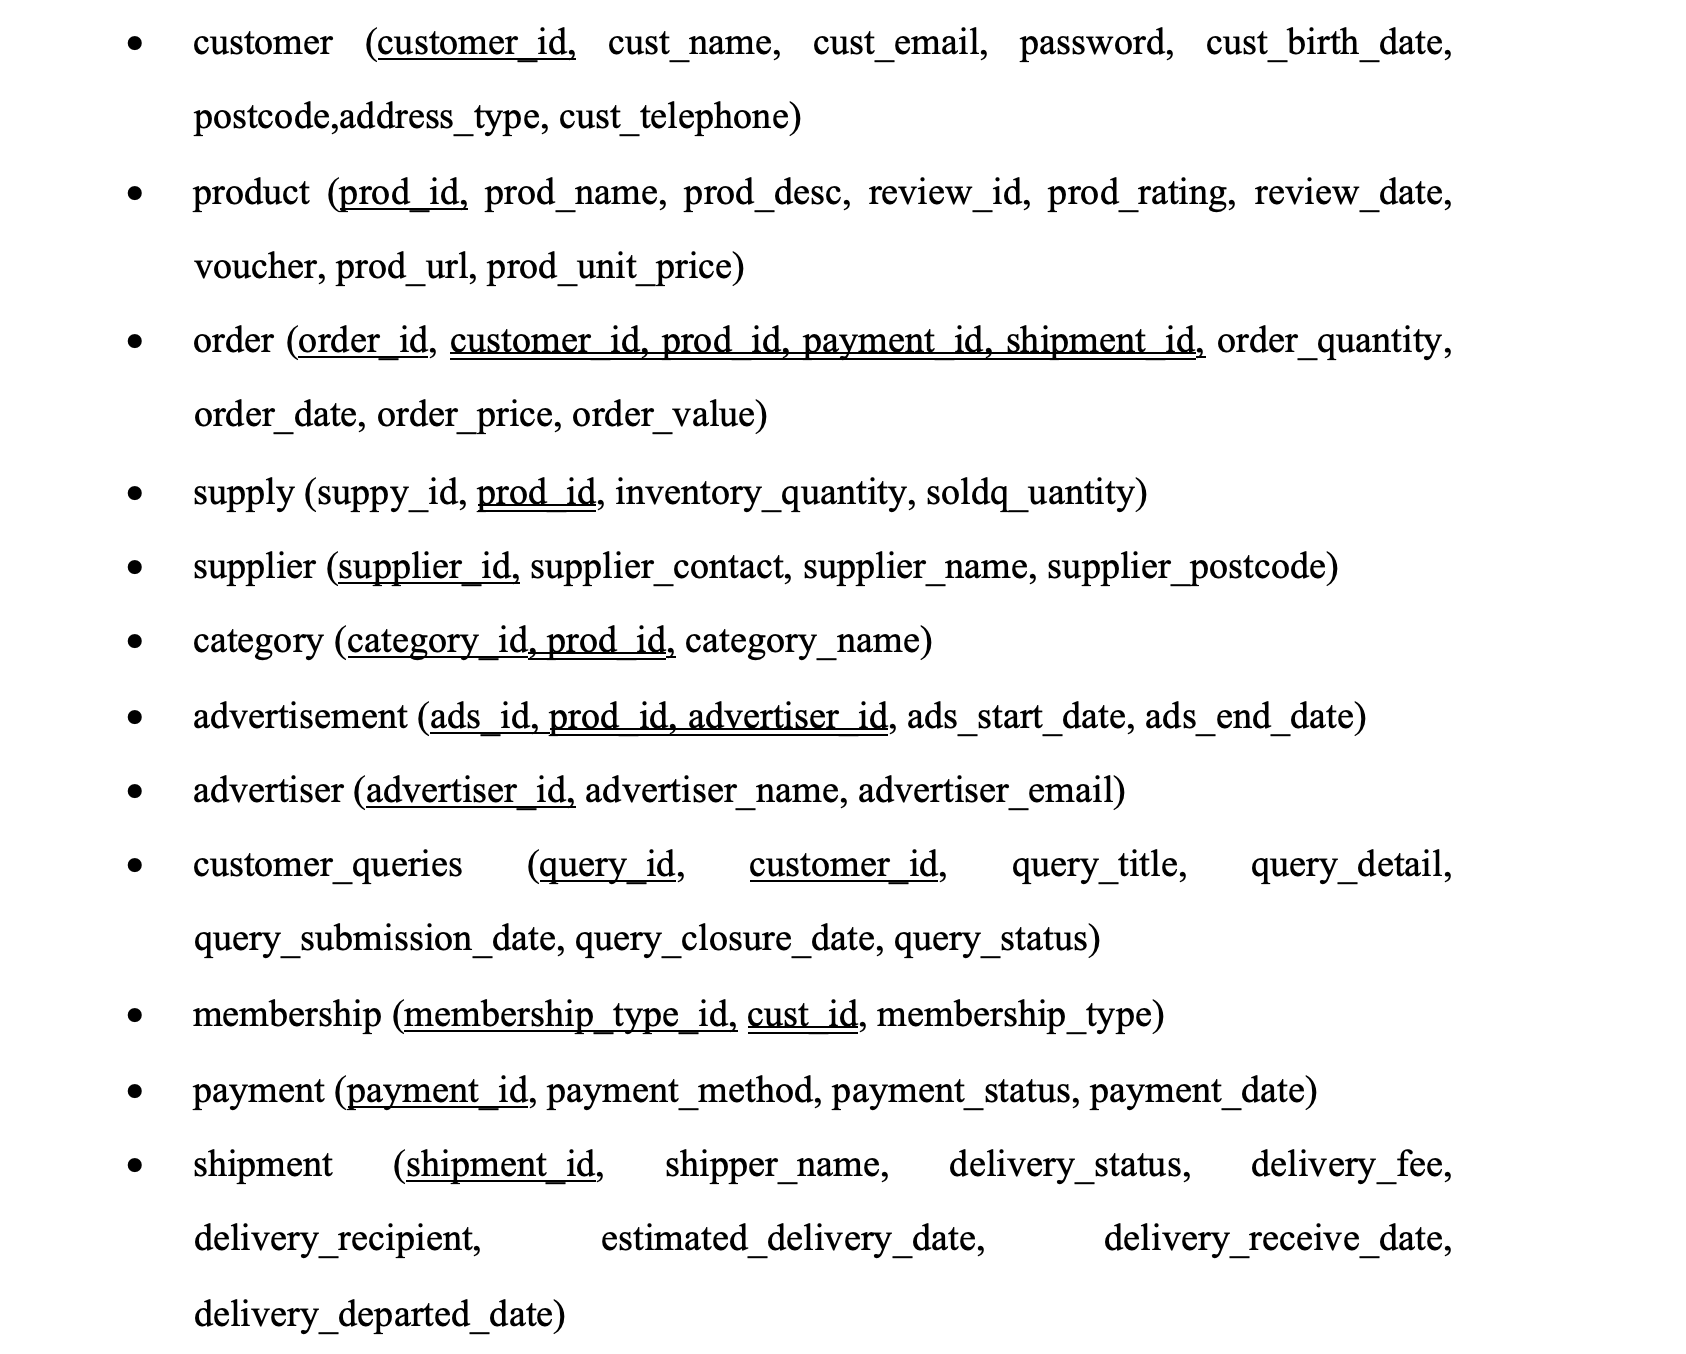 • customer (customer_id, cust_name, cust_email, password, cust_birth_date,
postcode,address_type, cust_telephone)
• product (prod_id, prod_name, prod_desc, review_id, prod_rating, review_date,
voucher, prod_url, prod_unit_price)
• order (order_id, customer_id, prod_id, payment_id, shipment_id, order_quantity,
order_date, order_price, order_value)
• supply (suppy_id, prod_id, inventory_quantity, soldq_uantity)
• supplier (supplier_id, supplier_contact, supplier_name, supplier_postcode)
• category (category_id, prod_id, category_name)
• advertisement (ads_id, prod_id, advertiser_id, ads_start_date, ads_end_date)
• advertiser (advertiser_id, advertiser_name, advertiser_email)
• customer_queries (query_id, customer_id, query_title, query_detail,
query_submission_date, query_closure_date, query_status)
• membership (membership_type_id, cust_id, membership_type)
• payment (payment_id, payment_method, payment_status, payment_date)
• shipment (shipment_id, shipper_name, delivery_status, delivery_fee,
delivery_recipient, estimated_delivery_date, delivery_receive_date,
delivery_departed_date)